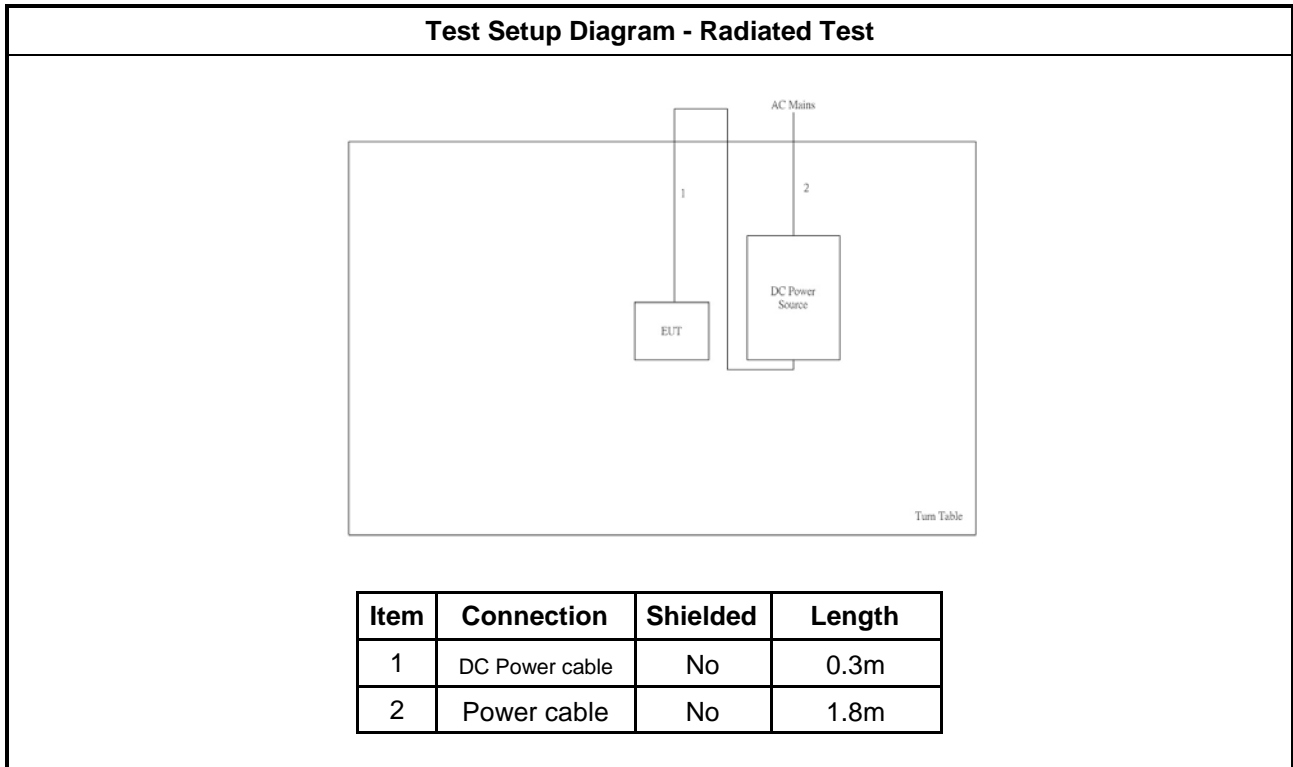 Test Setup Diagram - Radiated Test
AC Mains
1
2
DC Power
Source
EUT
Turn Table
Item Connection Shielded Length
1 DC Power cable No 0.3m
2 Power cable No 1.8m